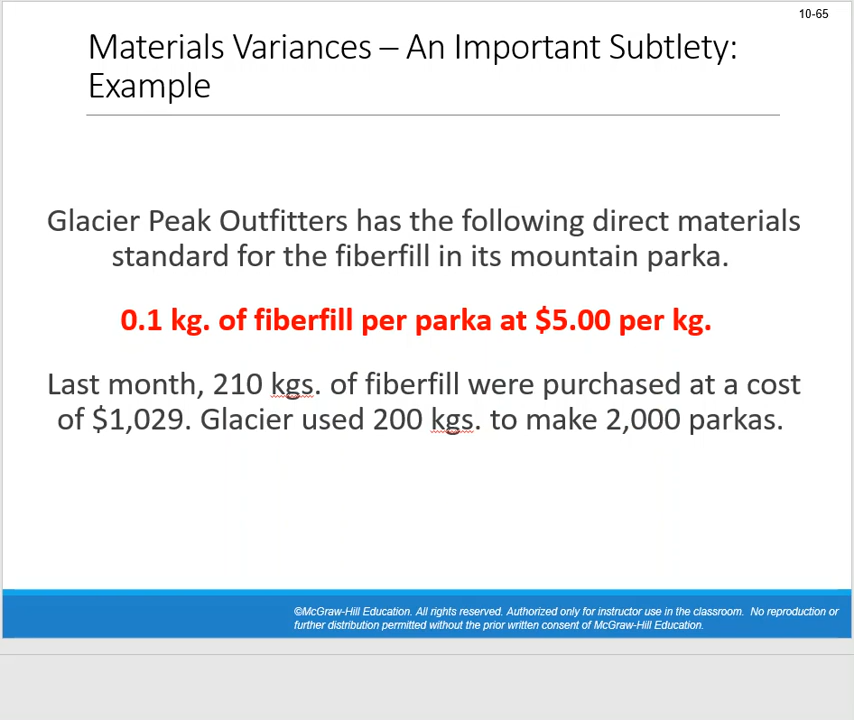 10-65
Materials Variances – An Important Subtlety:
Example
Glacier Peak Outfitters has the following direct materials
standard for the fiberfill in its mountain parka.
0.1 kg. of fiberfill per parka at $5.00 per kg.
Last month, 210 kgs. of fiberfill were purchased at a cost
of $1,029. Glacier used 200 kgs. to make 2,000 parkas.
©McGraw-Hill Education. All rights reserved. Authorized only for instructor use in the classroom. No reproduction or
further distribution permitted without the prior written consent of McGraw-Hill Education.